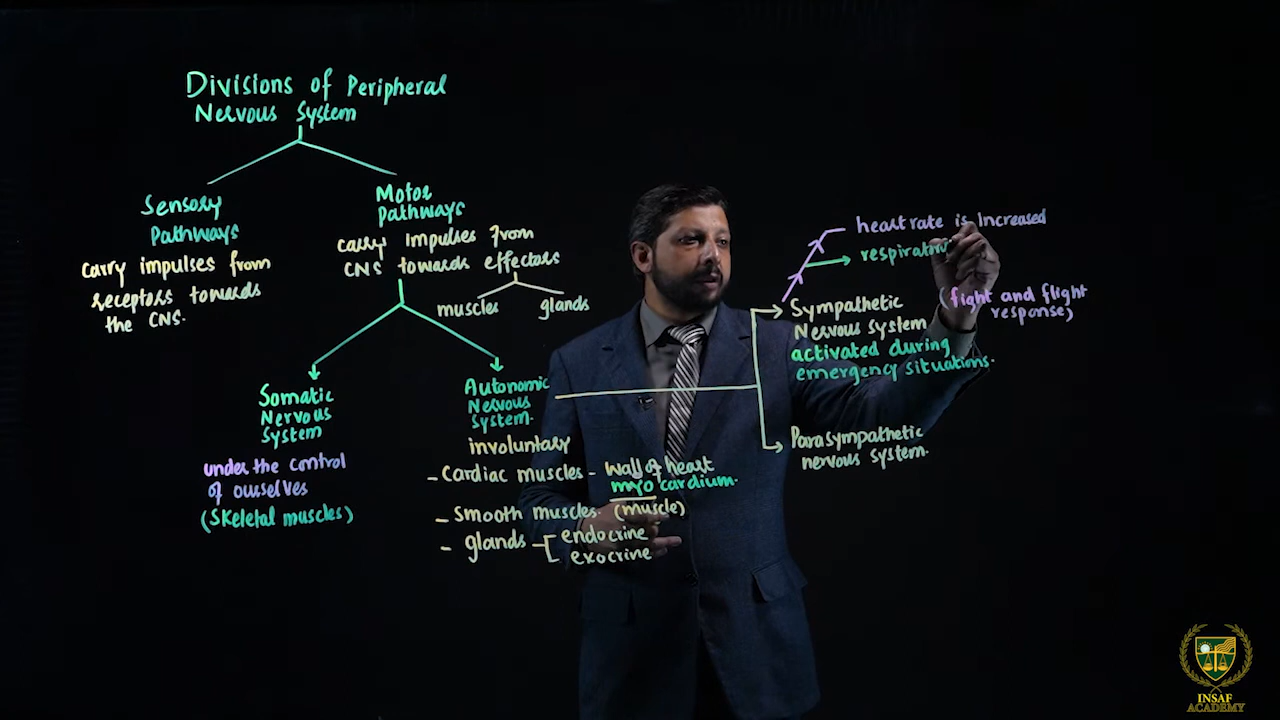 Divisions of Peripheral
Nervous System
Sensory
Pathways
carry impulses from
receptors towards
the CNS.
Motor
Pathways
carry impulses from
CNS towards effectors
muscles glands
Somatic
Nervous
System
under the control
of ourselves
(Skeletal muscles)
Autonomic
Nervous
System.
involuntary
- Cardiac muscles - wall of heart
myo cardium.
- Smooth muscles. (muscle)
- glands endocrine
exocrine
heart rate is Increased
Sympathetic
Nervous system
activated during
emergency situations.
(fight and flight
response)
Parasympathetic
nervous system.
INSAF
ACADEMY